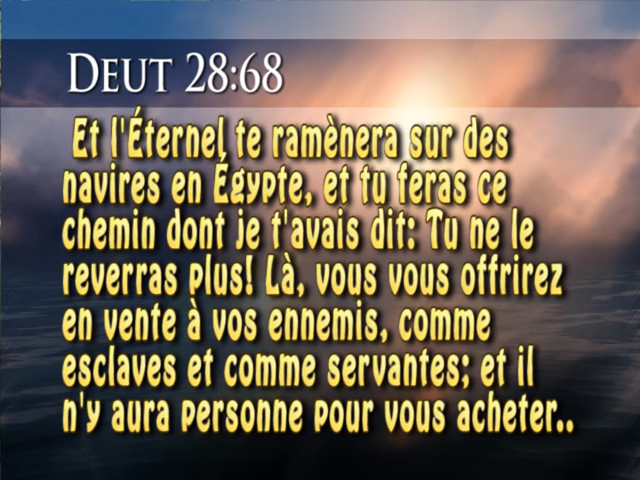 DEUT 28:68
Et l'Éternel te ramènera sur des
navires en Égypte, et tu feras ce
chemin dont je t'avais dit: Tu ne le
reverras plus! Là, vous vous offrirez
en vente à vos ennemis, comme
esclaves et comme servantes; et il
n'y aura personne pour vous acheter..